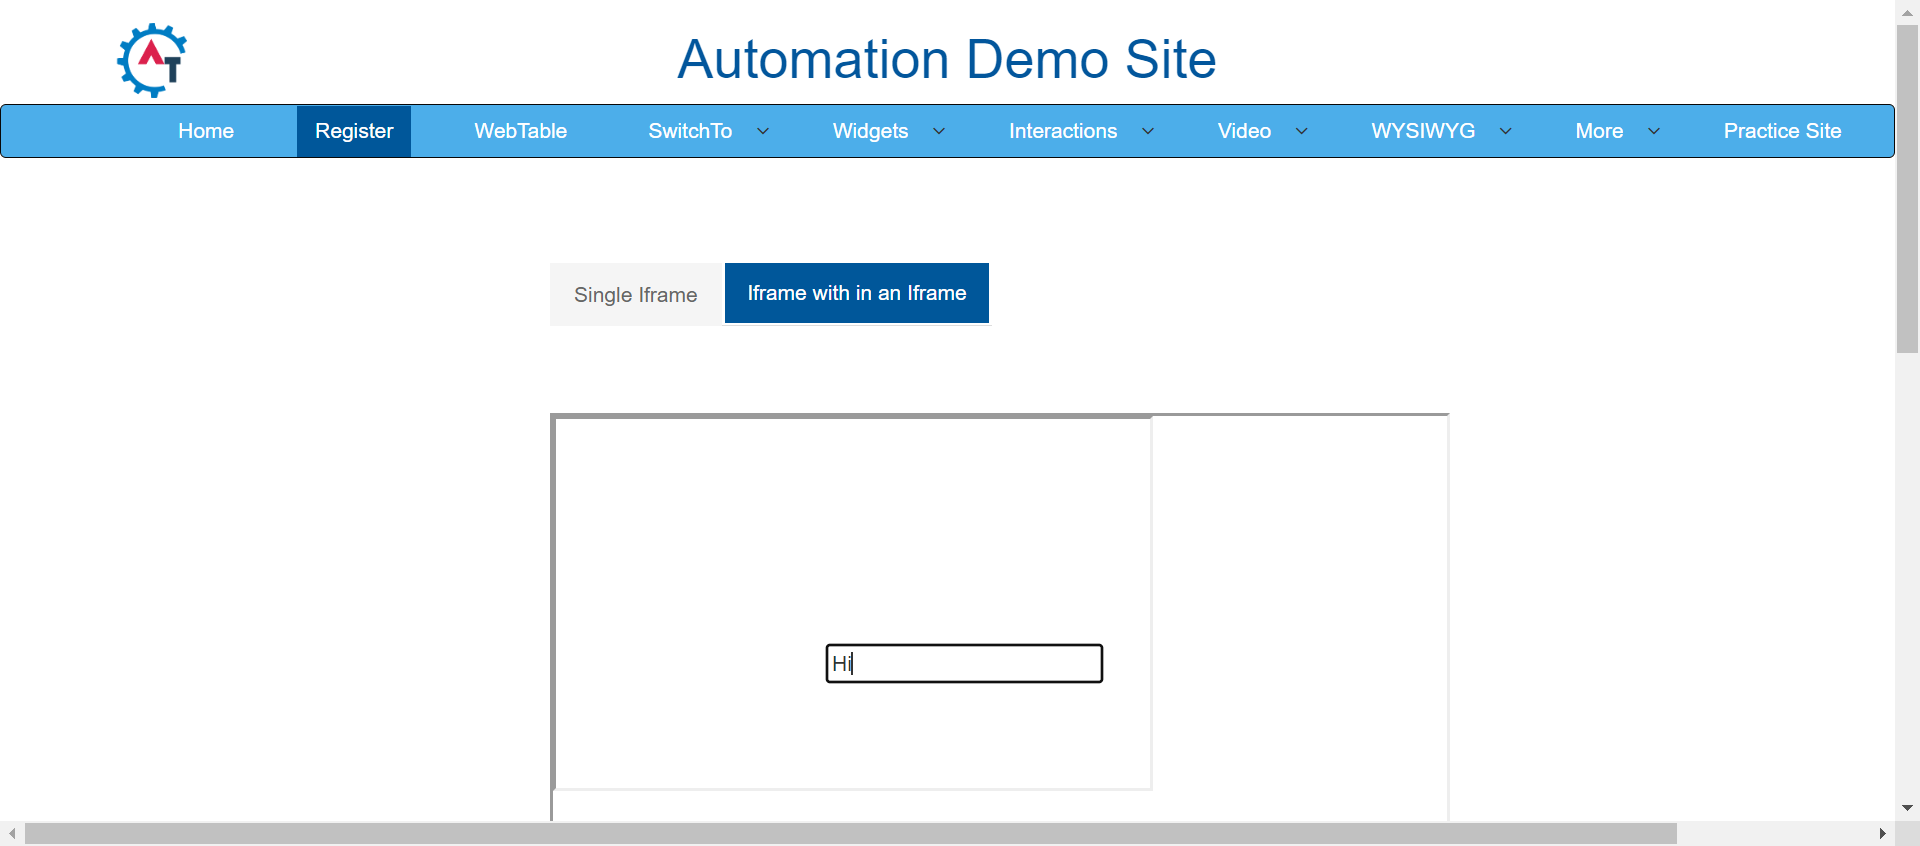 AT
Automation Demo Site
Home Register WebTable SwitchTo Widgets Interactions Video WYSIWYG More Practice Site
Single Iframe Iframe with in an Iframe
Hi